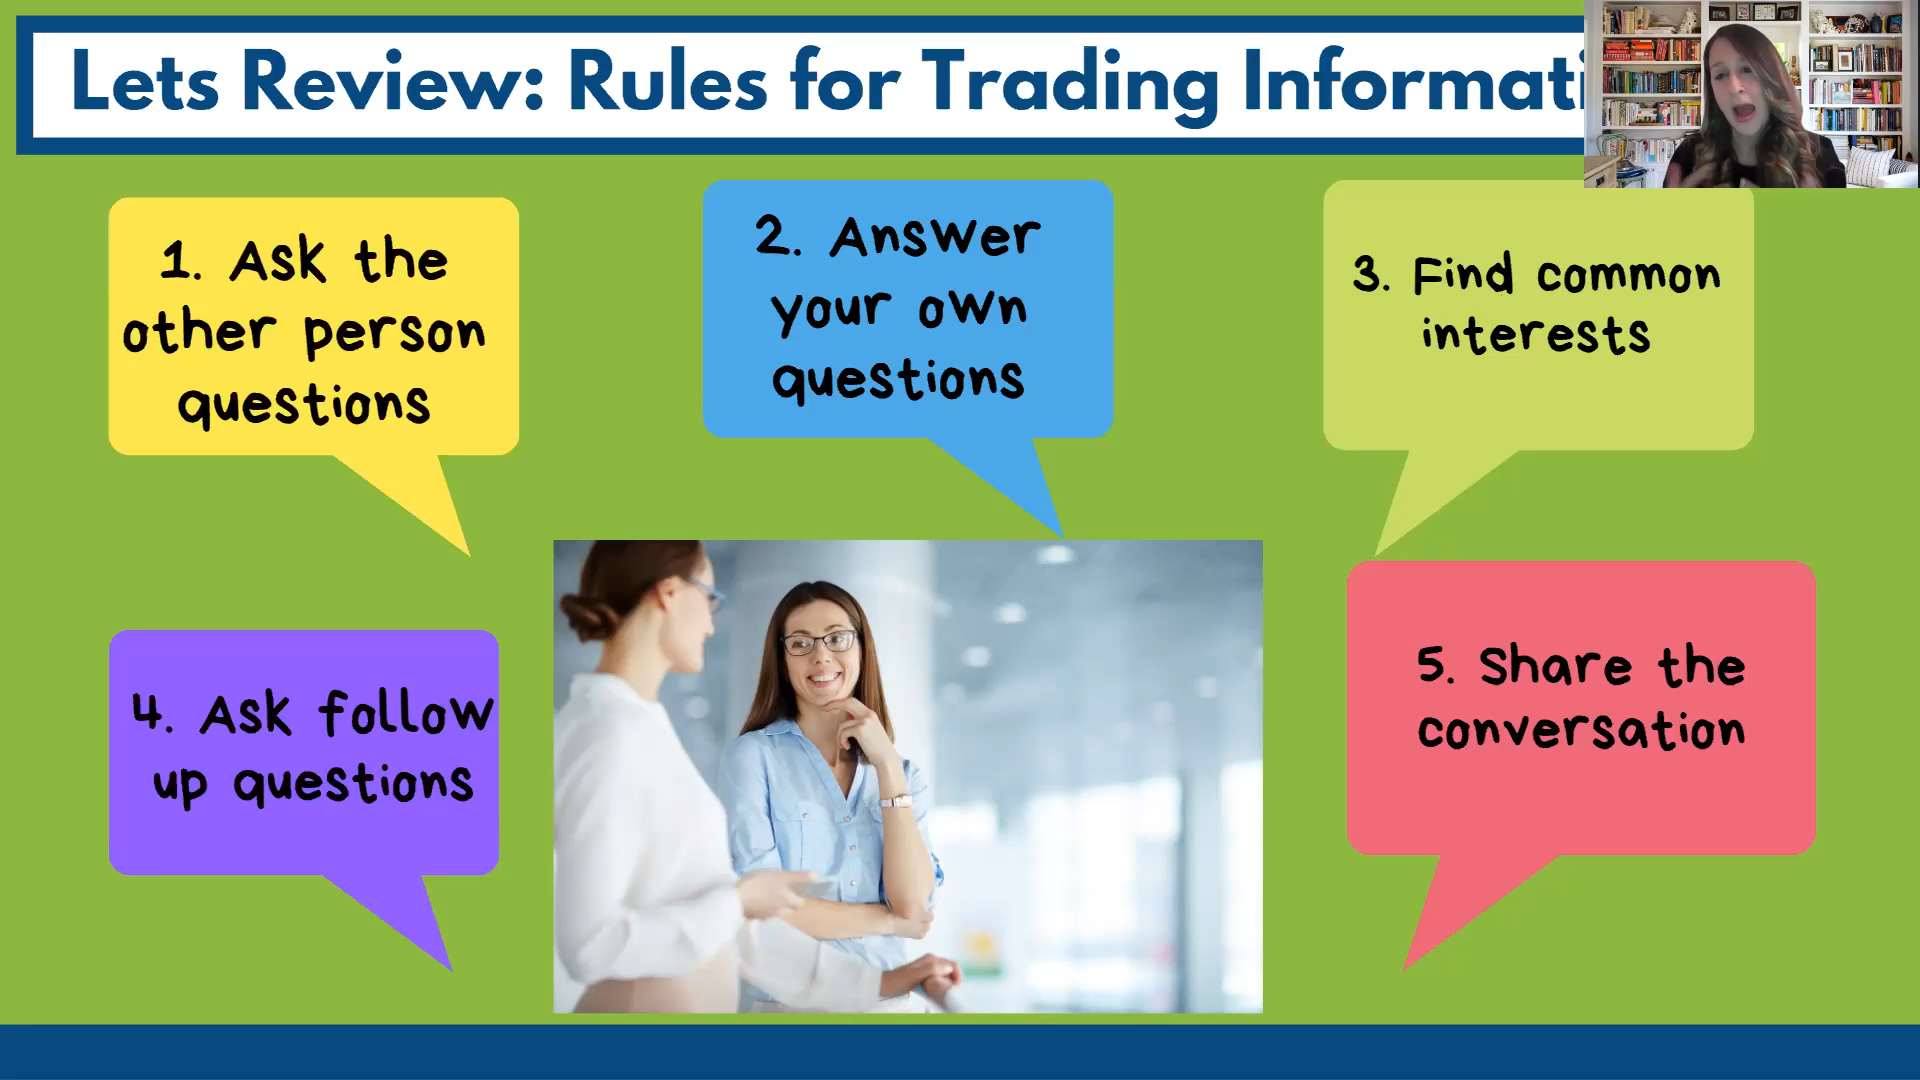 Lets Review: Rules for Trading Informati
1. Ask the
other person
questions
2. Answer
your own
questions
3. Find common
interests
4. Ask follow
up questions
5. Share the
conversation